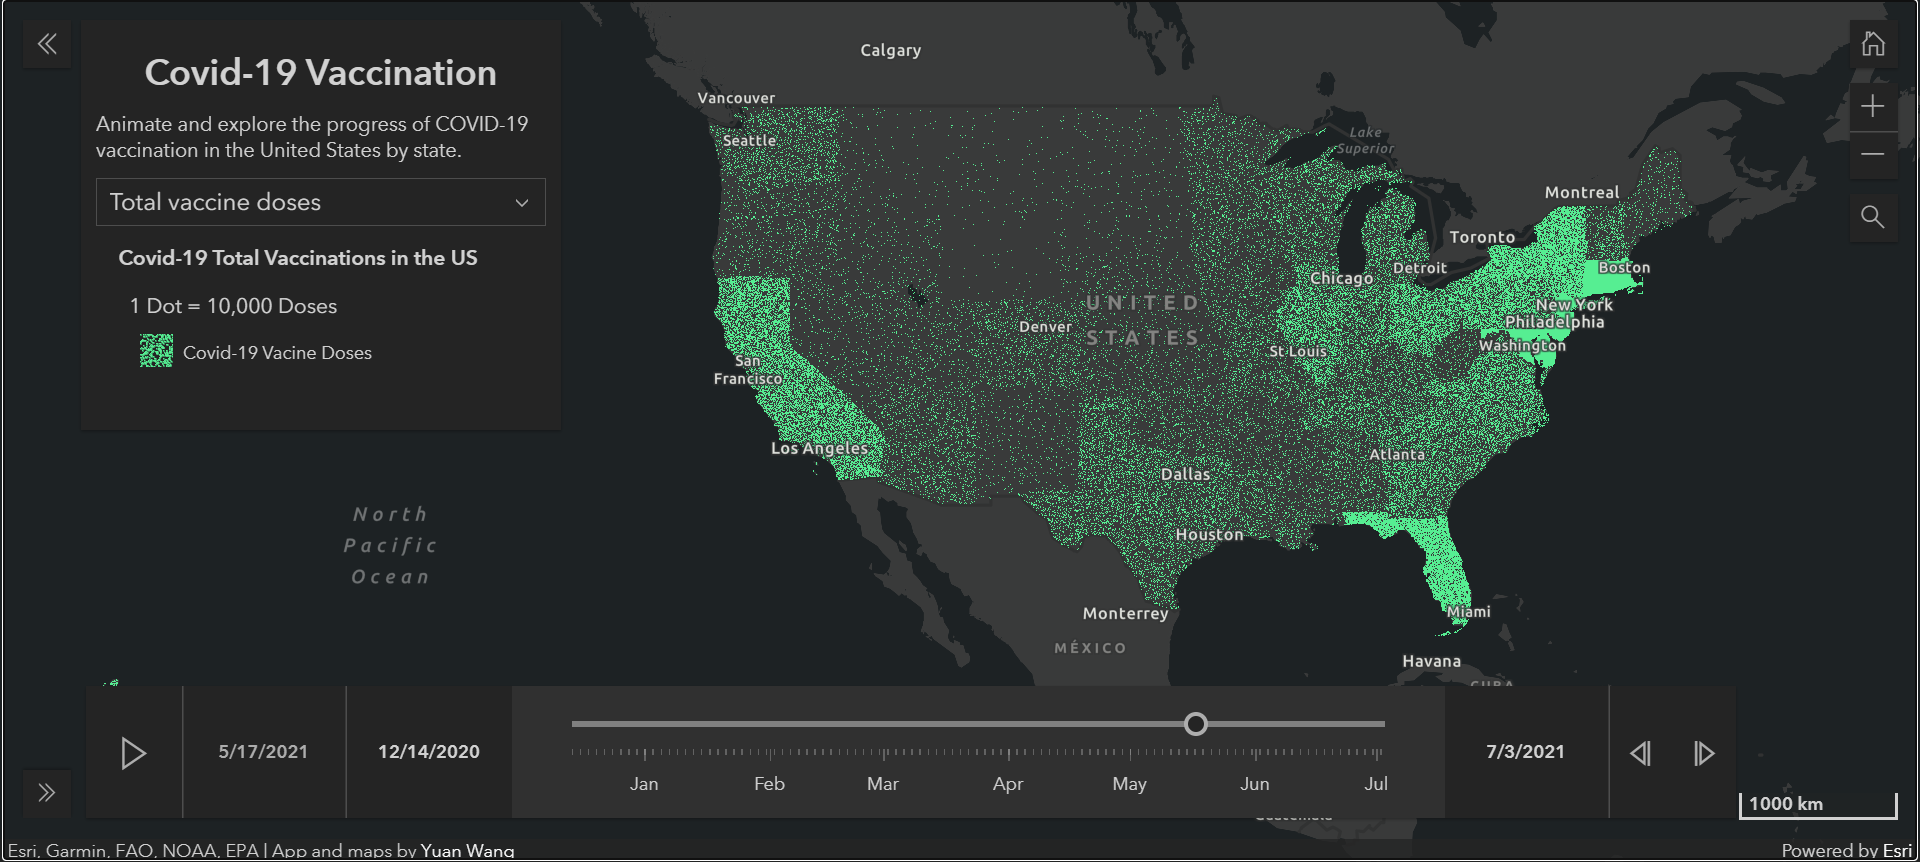 Covid-19 Vaccination
Animate and explore the progress of COVID-19
vaccination in the United States by state.
Total vaccine doses
Covid-19 Total Vaccinations in the US
1 Dot = 10,000 Doses
Covid-19 Vacine Doses
Calgary
Vancouver
Seattle
Lake
Superior
Montreal
Toronto
Boston
Detroit
Chicago
UNITED
STATES
New York
Philadelphia
Denver
Washington
St Louis
San
Francisco
Los Angeles
Atlanta
Dallas
North
Pacific
Ocean
Houston
Miami
Monterrey
MÉXICO
Havana
CUBA
5/17/2021
12/14/2020
Jan
Feb
Mar
Apr
May
Jun
Jul
7/3/2021
1000 km
Guatemala
Esri, Garmin, FAO, NOAA, EPA | App and maps by Yuan Wang
Powered by Esri